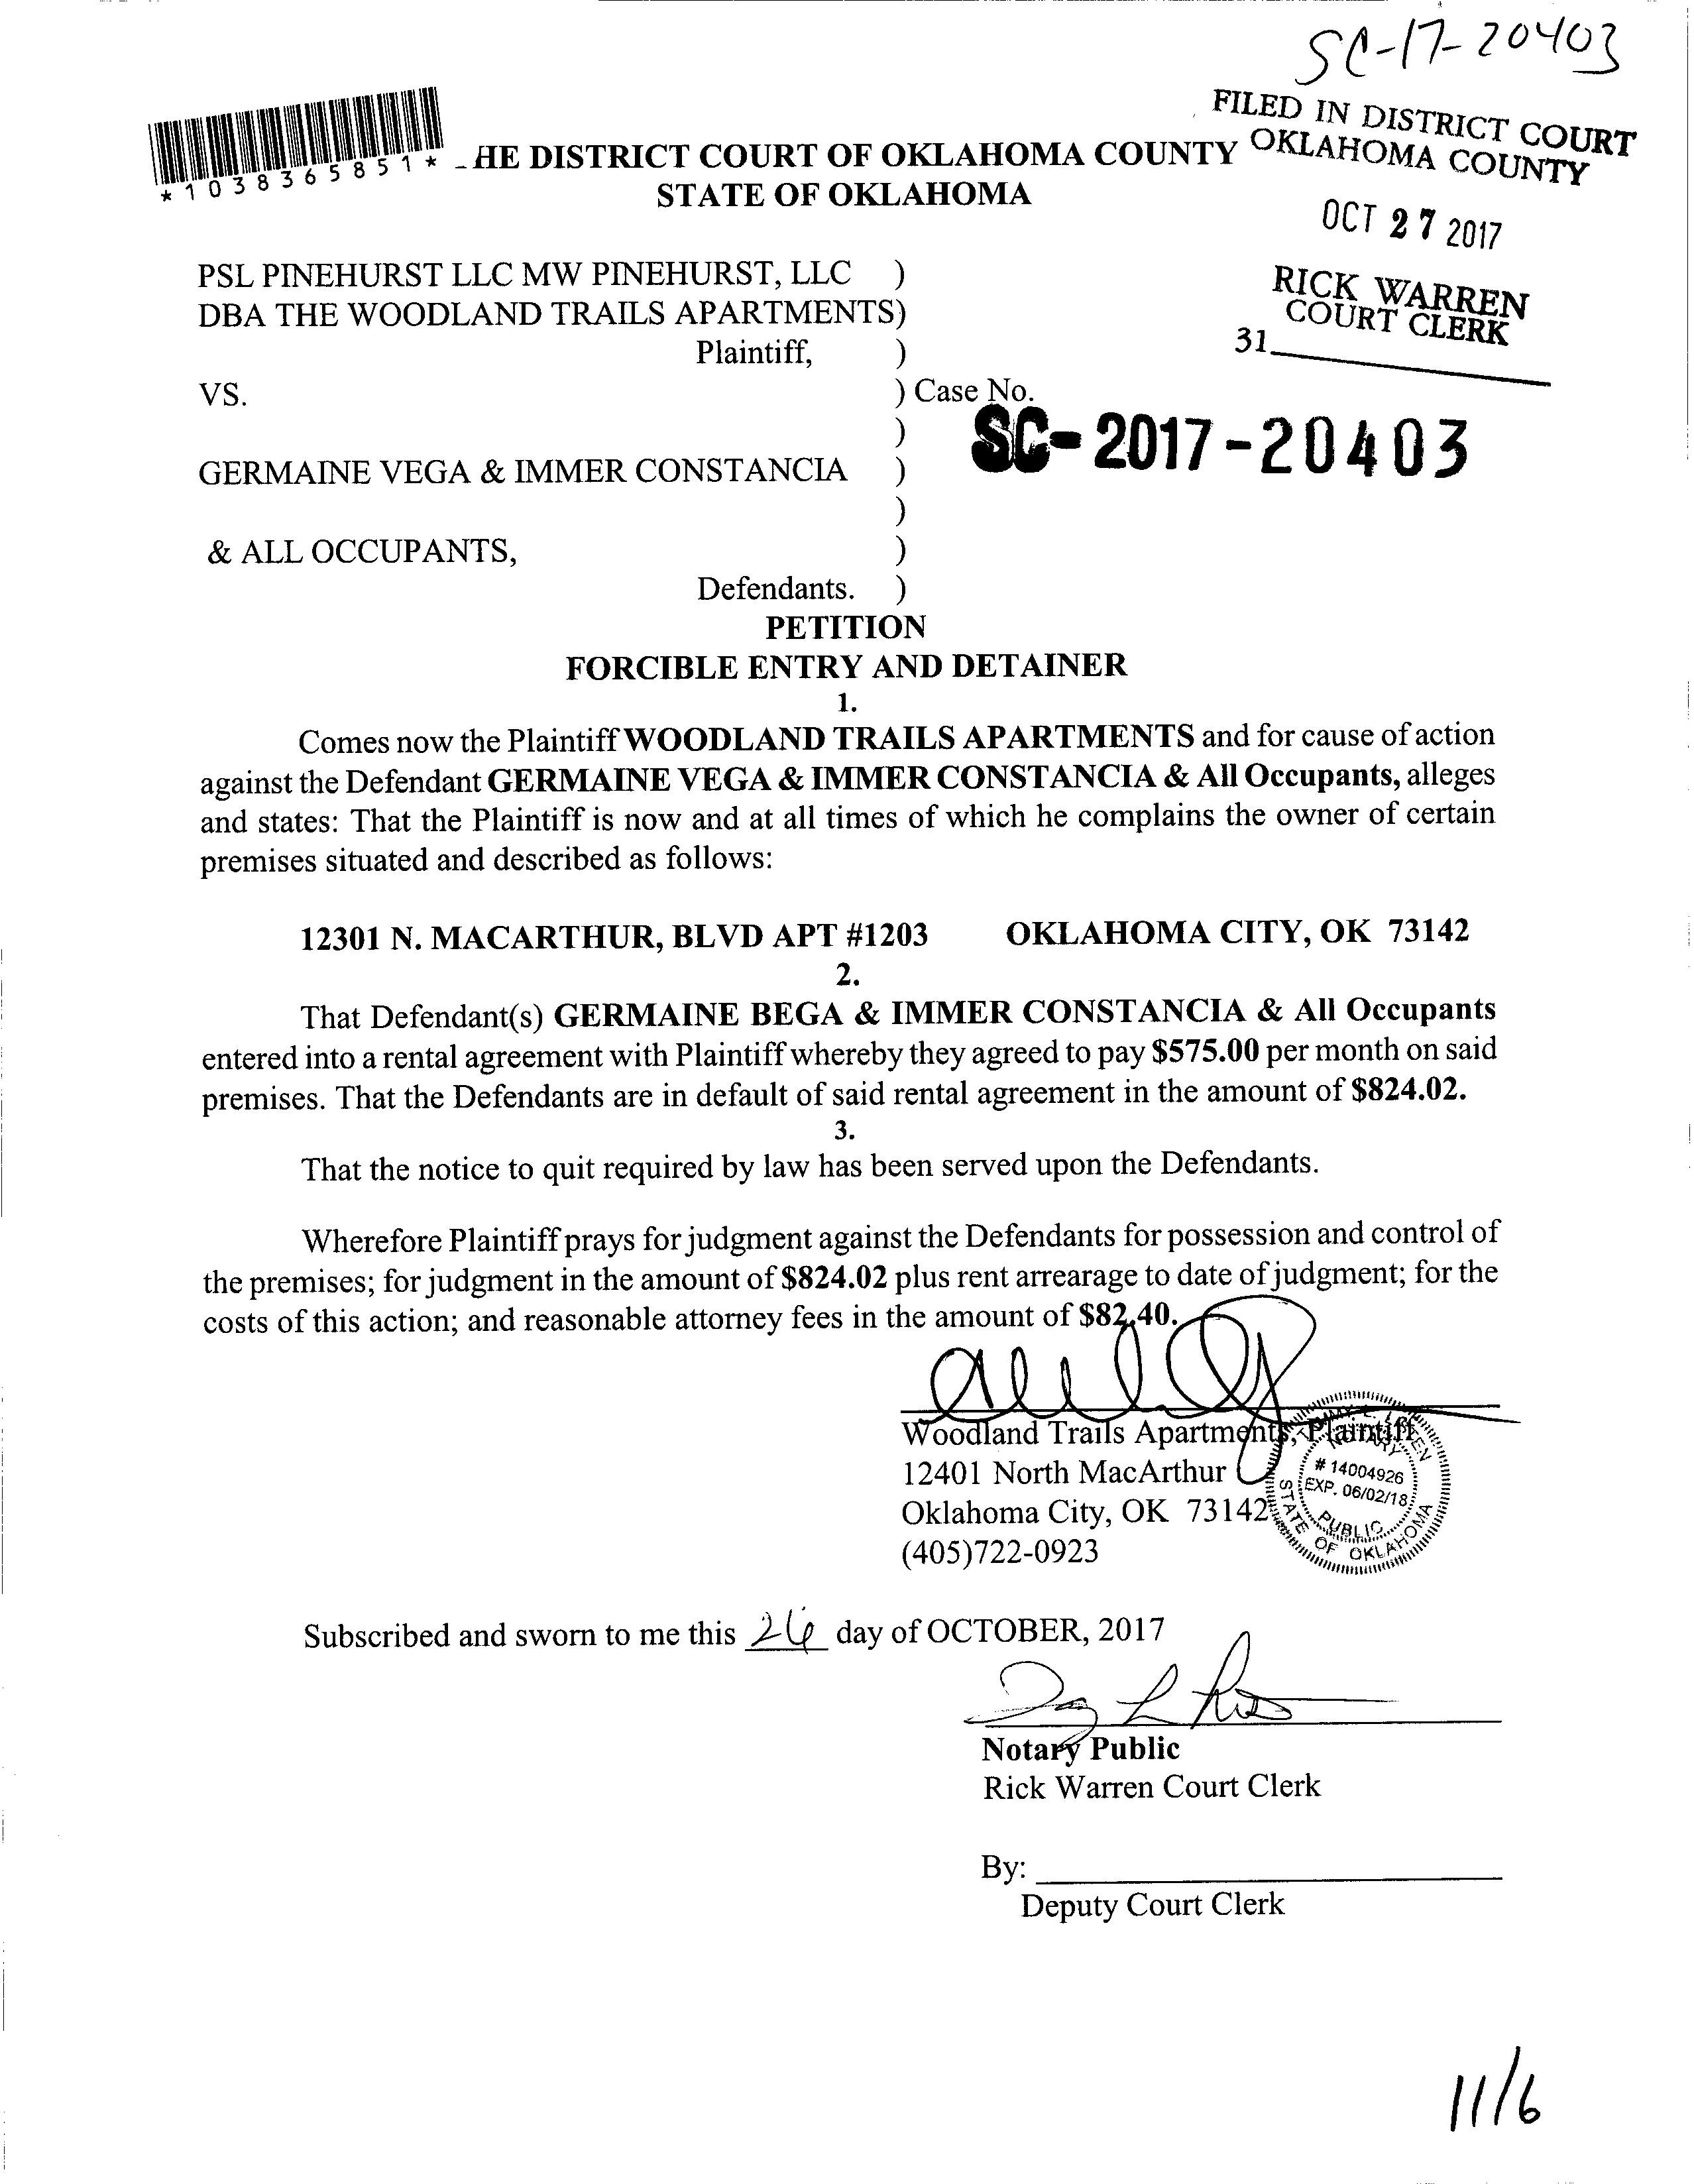 SC-17-20403
FILED IN DISTRICT COURT
OKLAHOMA COUNTY
*1038365851*
HE DISTRICT COURT OF OKLAHOMA COUNTY
STATE OF OKLAHOMA
OCT 27 2017
RICK WARREN
COURT CLERK
31
PSL PINEHURST LLC MW PINEHURST, LLC )
DBA THE WOODLAND TRAILS APARTMENTS)
Plaintiff, )
VS. ) Case No.
)
SC-2017-20403
GERMAINE VEGA & IMMER CONSTANCIA )
)
& ALL OCCUPANTS, )
Defendants. )
PETITION
FORCIBLE ENTRY AND DETAINER
1.
Comes now the Plaintiff WOODLAND TRAILS APARTMENTS and for cause of action
against the Defendant GERMAINE VEGA & IMMER CONSTANCIA & All Occupants, alleges
and states: That the Plaintiff is now and at all times of which he complains the owner of certain
premises situated and described as follows:
12301 N. MACARTHUR, BLVD APT #1203 OKLAHOMA CITY, OK 73142
2.
That Defendant(s) GERMAINE BEGA & IMMER CONSTANCIA & All Occupants
entered into a rental agreement with Plaintiff whereby they agreed to pay $575.00 per month on said
premises. That the Defendants are in default of said rental agreement in the amount of $824.02.
3.
That the notice to quit required by law has been served upon the Defendants.
Wherefore Plaintiff prays for judgment against the Defendants for possession and control of
the premises; for judgment in the amount of $824.02 plus rent arrearage to date of judgment; for the
costs of this action; and reasonable attorney fees in the amount of $82.40.
Woodland Trails Apartments, Plaintiff
12401 North MacArthur
Oklahoma City, OK 73142
(405)722-0923
NOTARY
# 14004926
EXP. 06/02/18
PUBLIC
STATE OF OKLAHOMA
Subscribed and sworn to me this 26 day of OCTOBER, 2017
Notary Public
Rick Warren Court Clerk
By:
Deputy Court Clerk
11/6